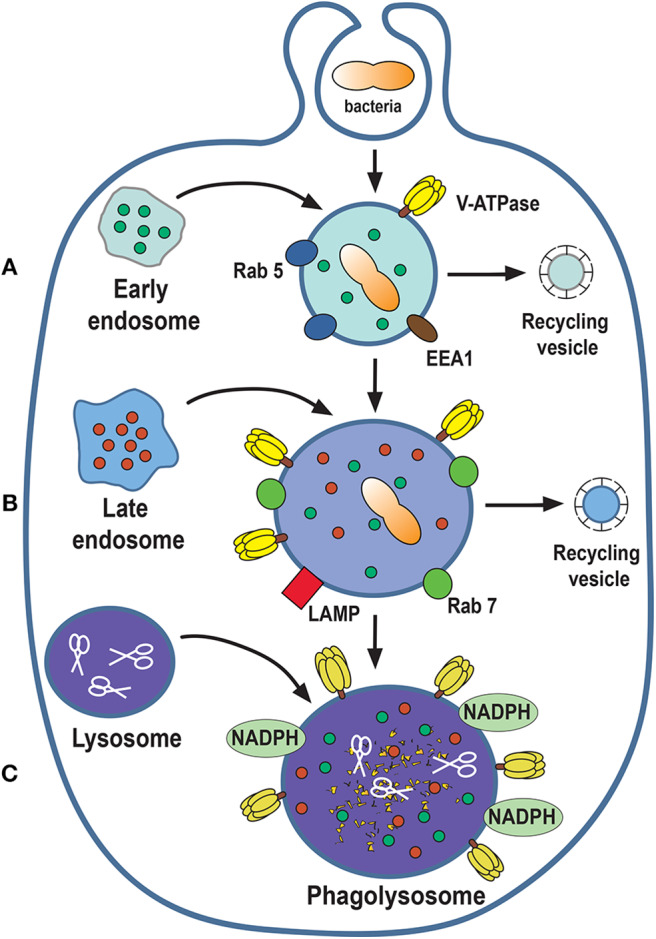 bacteria
V-ATPase
A
Rab 5
Early
endosome
EEA1
Recycling
vesicle
B
Late
endosome
LAMP
Rab 7
Recycling
vesicle
Lysosome
NADPH
NADPH
C
NADPH
Phagolysosome